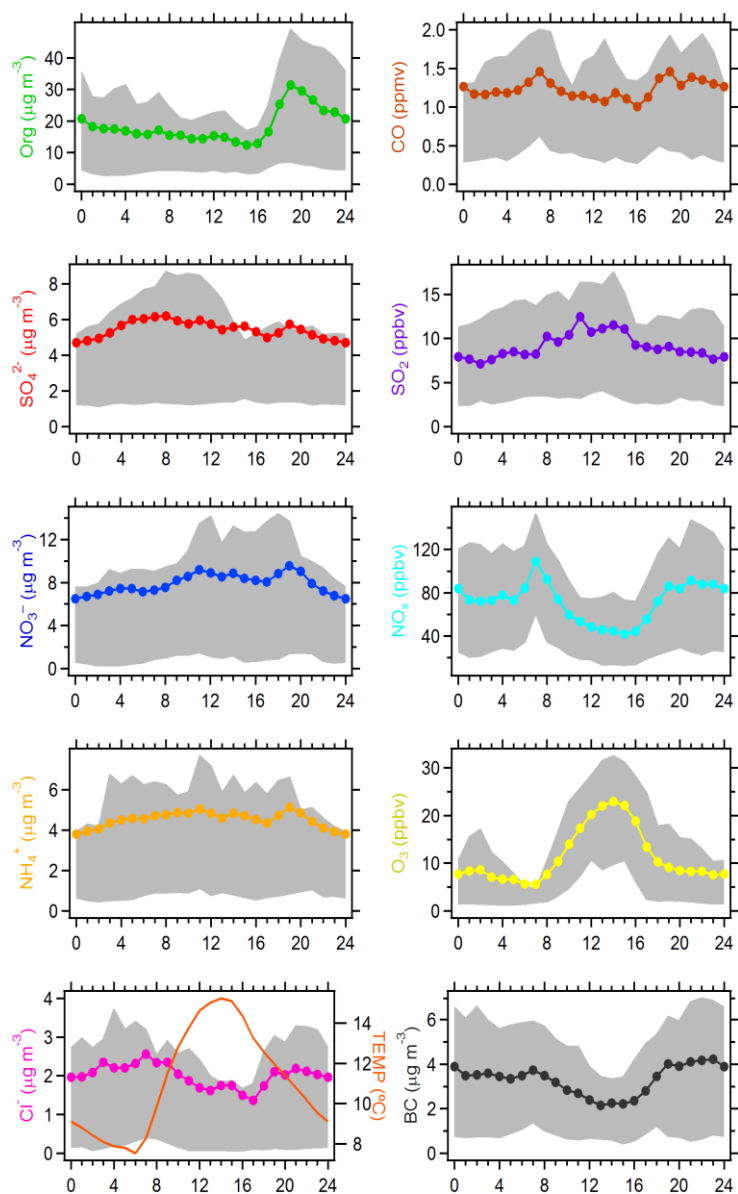 Org (µg m⁻³)
40
30
20
10
0
0 4 8 12 16 20 24
CO (ppmv)
2.0
1.5
1.0
0.5
0.0
0 4 8 12 16 20 24
SO₄²⁻ (µg m⁻³)
8
6
4
2
0
0 4 8 12 16 20 24
SO₂ (ppbv)
15
10
5
0
0 4 8 12 16 20 24
NO₃⁻ (µg m⁻³)
12
8
4
0
0 4 8 12 16 20 24
NOₓ (ppbv)
120
80
40
0 4 8 12 16 20 24
NH₄⁺ (µg m⁻³)
6
4
2
0
0 4 8 12 16 20 24
O₃ (ppbv)
30
20
10
0
0 4 8 12 16 20 24
Cl⁻ (µg m⁻³)
4
3
2
1
0
0 4 8 12 16 20 24
TEMP (ºC)
14
12
10
8
BC (µg m⁻³)
6
4
2
0
0 4 8 12 16 20 24